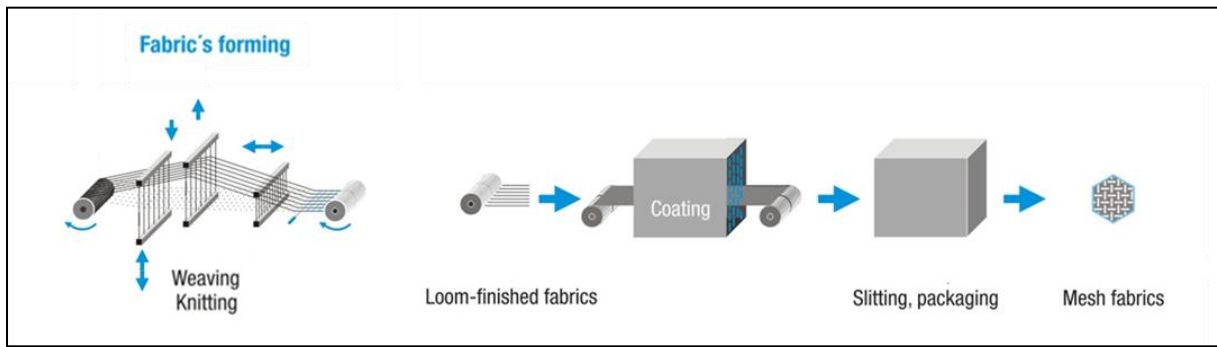 Fabric´s forming
Weaving
Knitting
Loom-finished fabrics
Coating
Slitting, packaging
Mesh fabrics